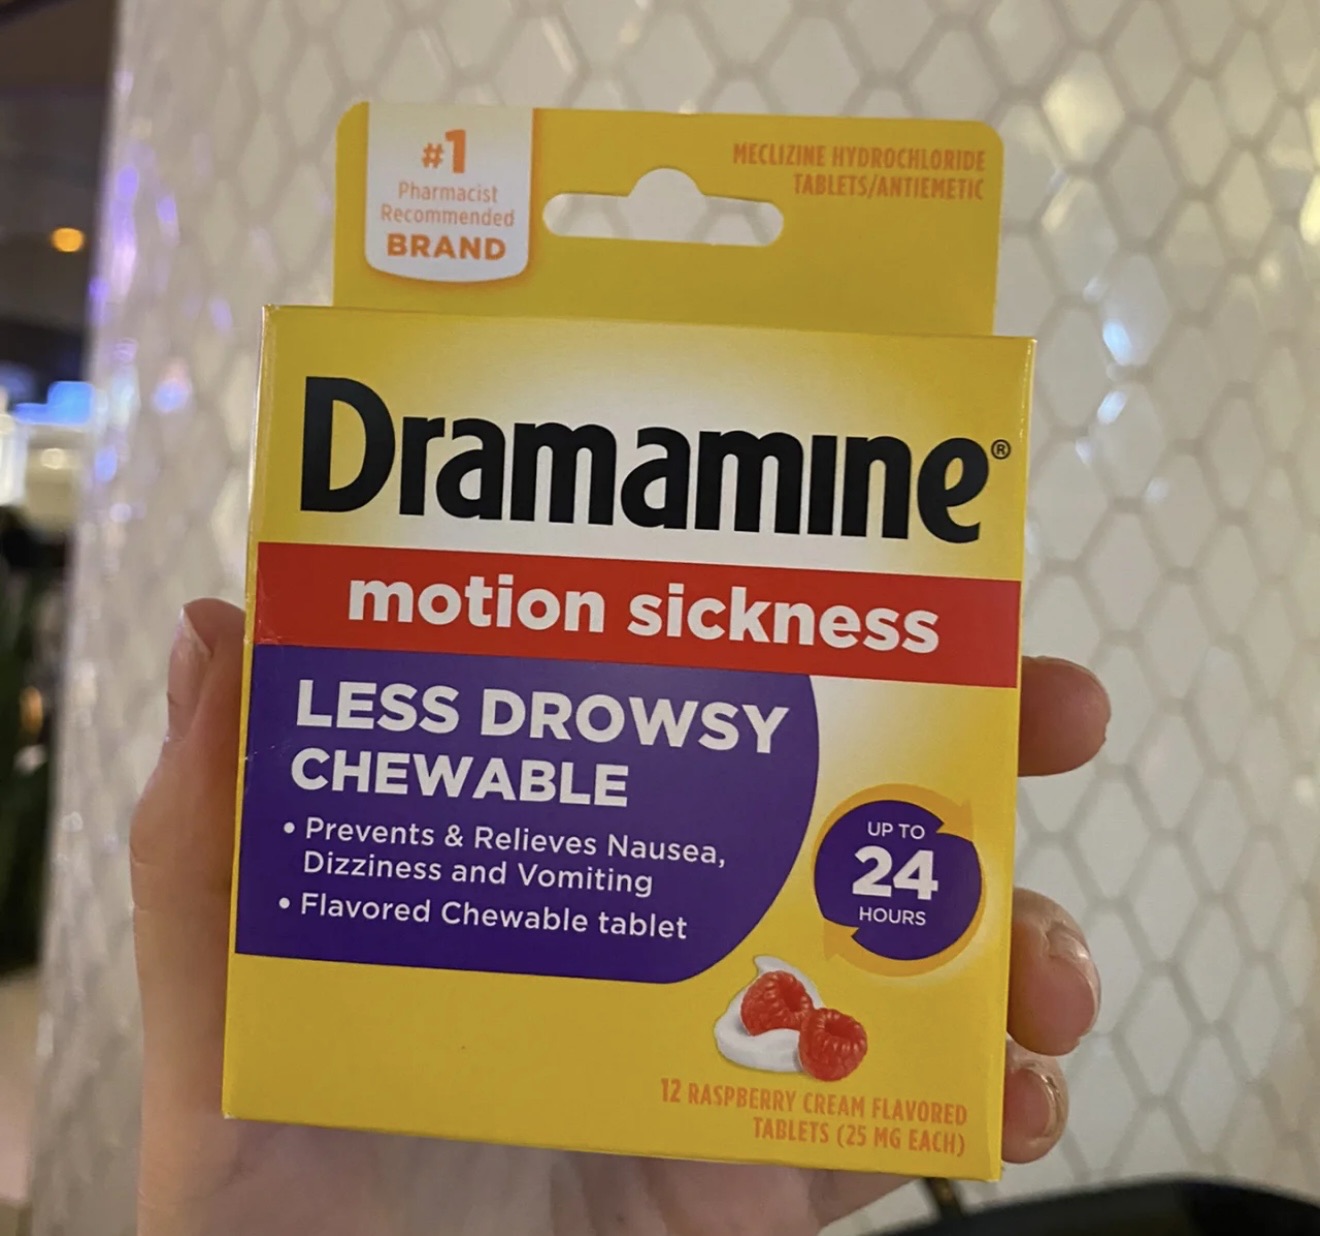 #1
Pharmacist
Recommended
BRAND
MECLIZINE HYDROCHLORIDE
TABLETS/ANTIEMETIC
Dramamine®
motion sickness
LESS DROWSY
CHEWABLE
• Prevents & Relieves Nausea,
Dizziness and Vomiting
• Flavored Chewable tablet
UP TO
24
HOURS
12 RASPBERRY CREAM FLAVORED
TABLETS (25 MG EACH)